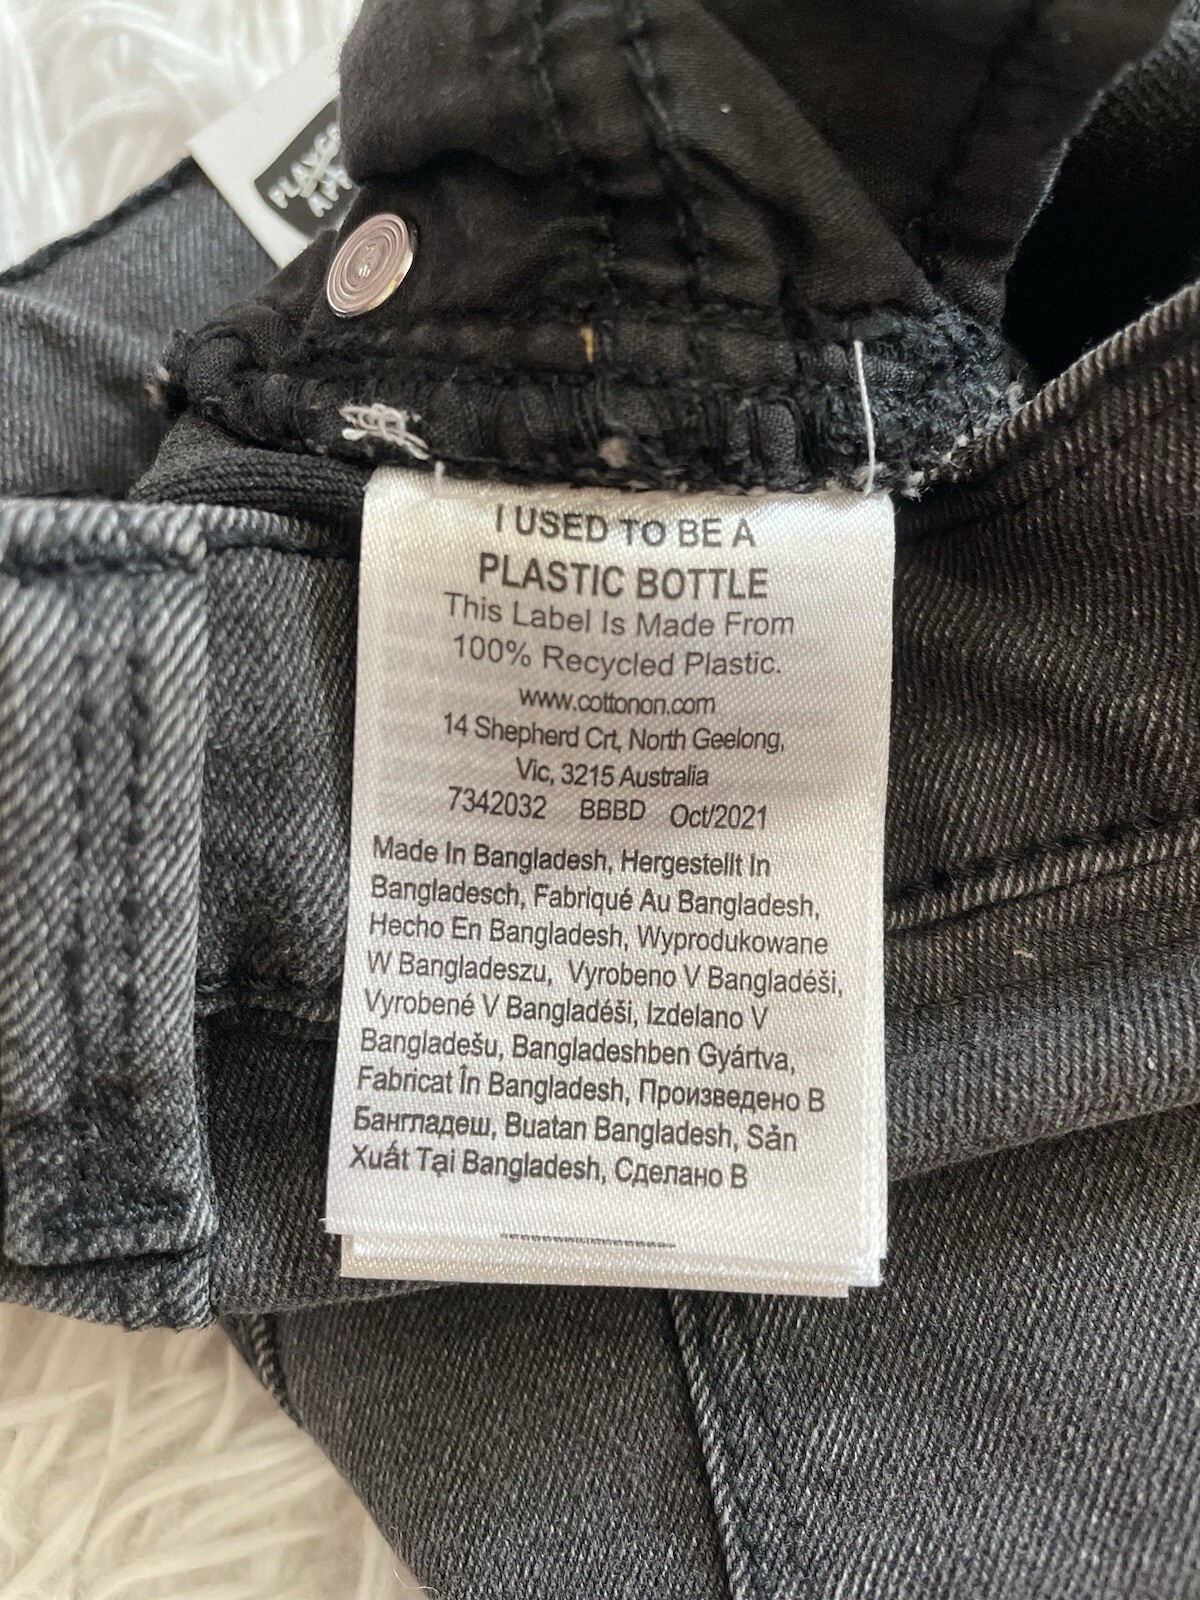 I USED TO BE A
PLASTIC BOTTLE
This Label Is Made From
100% Recycled Plastic.
www.cottonon.com
14 Shepherd Crt, North Geelong,
Vic, 3215 Australia
7342032 BBBD Oct/2021
Made In Bangladesh, Hergestellt In
Bangladesch, Fabriqué Au Bangladesh,
Hecho En Bangladesh, Wyprodukowane
W Bangladeszu, Vyrobeno V Bangladéši,
Vyrobené V Bangladéši, Izdelano V
Bangladešu, Bangladeshben Gyártva,
Fabricat În Bangladesh, Произведено В
Бангладеш, Buatan Bangladesh, Sản
Xuất Tại Bangladesh, Сделано В